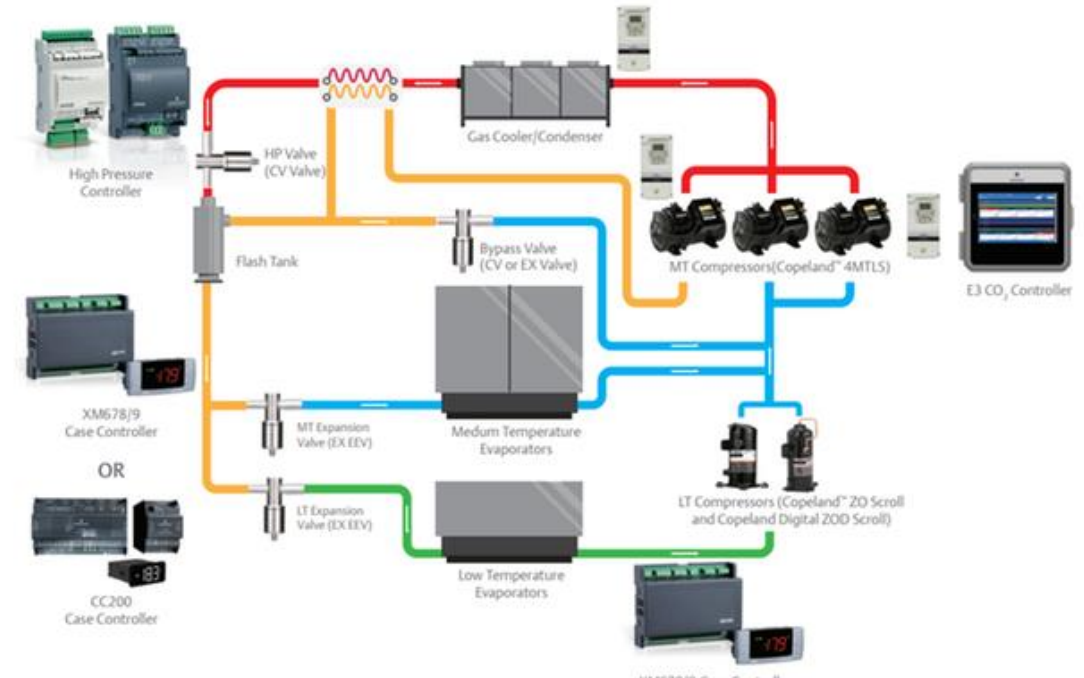 Gas Cooler/Condenser
HP Valve
(CV Valve)
High Pressure
Controller
Flash Tank
Bypass Valve
(CV or EX Valve)
MT Compressors(Copeland™ 4MTLS)
E3 CO₂ Controller
-179
XM678/9
Case Controller
MT Expansion
Valve (EX EEV)
Medum Temperature
Evaporators
OR
LT Compressors (Copeland™ ZO Scroll
and Copeland Digital ZOD Scroll)
LT Expansion
Valve (EX EEV)
183
CC200
Case Controller
Low Temperature
Evaporators
-179